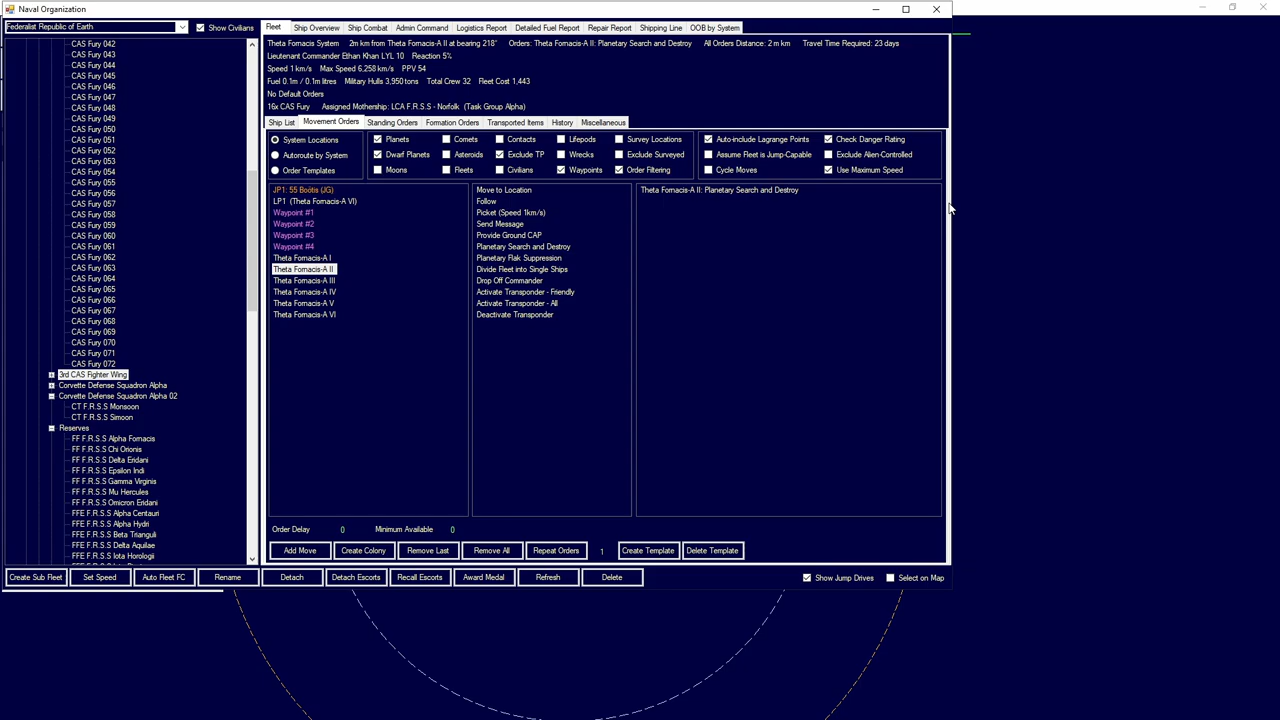 Naval Organization
Federalist Republic of Earth
Show Civilians
Fleet Ship Overview Ship Combat Admin Command Logistics Report Detailed Fuel Report Repair Report Shipping Line OOB by System
CAS Fury 042
CAS Fury 043
CAS Fury 044
CAS Fury 045
CAS Fury 046
CAS Fury 047
CAS Fury 048
CAS Fury 049
CAS Fury 050
CAS Fury 051
CAS Fury 052
CAS Fury 053
CAS Fury 054
CAS Fury 055
CAS Fury 056
CAS Fury 057
CAS Fury 058
CAS Fury 059
CAS Fury 060
CAS Fury 061
CAS Fury 062
CAS Fury 063
CAS Fury 064
CAS Fury 065
CAS Fury 066
CAS Fury 067
CAS Fury 068
CAS Fury 069
CAS Fury 070
CAS Fury 071
CAS Fury 072
3rd CAS Fighter Wing
Corvette Defense Squadron Alpha
Corvette Defense Squadron Alpha 02
CT F.R.S.S Monsoon
CT F.R.S.S Simoon
Reserves
FF F.R.S.S Alpha Fornacis
FF F.R.S.S Chi Orionis
FF F.R.S.S Delta Eridani
FF F.R.S.S Epsilon Indi
FF F.R.S.S Gamma Virginis
FF F.R.S.S Mu Hercules
FF F.R.S.S Omicron Eridani
FFE F.R.S.S Alpha Centauri
FFE F.R.S.S Alpha Hydri
FFE F.R.S.S Beta Trianguli
FFE F.R.S.S Delta Aquilae
FFE F.R.S.S Iota Horologii
Theta Fornacis System 2m km from Theta Fornacis-A II at bearing 218° Orders: Theta Fornacis-A II: Planetary Search and Destroy All Orders Distance: 2 m km Travel Time Required: 23 days
Lieutenant Commander Ethan Khan LYL 10 Reaction 5%
Speed 1 km/s Max Speed 6,258 km/s PPV 54
Fuel 0.1m / 0.1m litres Military Hulls 3,950 tons Total Crew 32 Fleet Cost 1,443
No Default Orders
16x CAS Fury Assigned Mothership: LCA F.R.S.S - Norfolk (Task Group Alpha)
Ship List Movement Orders Standing Orders Formation Orders Transported Items History Miscellaneous
System Locations
Autoroute by System
Order Templates
Planets Comets Contacts Lifepods Survey Locations
Dwarf Planets Asteroids Exclude TP Wrecks Exclude Surveyed
Moons Fleets Civilians Waypoints Order Filtering
Auto-include Lagrange Points Check Danger Rating
Assume Fleet is Jump-Capable Exclude Alien-Controlled
Cycle Moves Use Maximum Speed
JP1: 55 Boötis (JG)
LP1 (Theta Fornacis-A VI)
Waypoint #1
Waypoint #2
Waypoint #3
Waypoint #4
Theta Fornacis-A I
Theta Fornacis-A II
Theta Fornacis-A III
Theta Fornacis-A IV
Theta Fornacis-A V
Theta Fornacis-A VI
Move to Location
Follow
Picket (Speed 1km/s)
Send Message
Provide Ground CAP
Planetary Search and Destroy
Planetary Flak Suppression
Divide Fleet into Single Ships
Drop Off Commander
Activate Transponder - Friendly
Activate Transponder - All
Deactivate Transponder
Theta Fornacis-A II: Planetary Search and Destroy
Order Delay 0 Minimum Available 0
Add Move Create Colony Remove Last Remove All Repeat Orders 1 Create Template Delete Template
Create Sub Fleet Set Speed Auto Fleet FC Rename Detach Detach Escorts Recall Escorts Award Medal Refresh Delete Show Jump Drives Select on Map